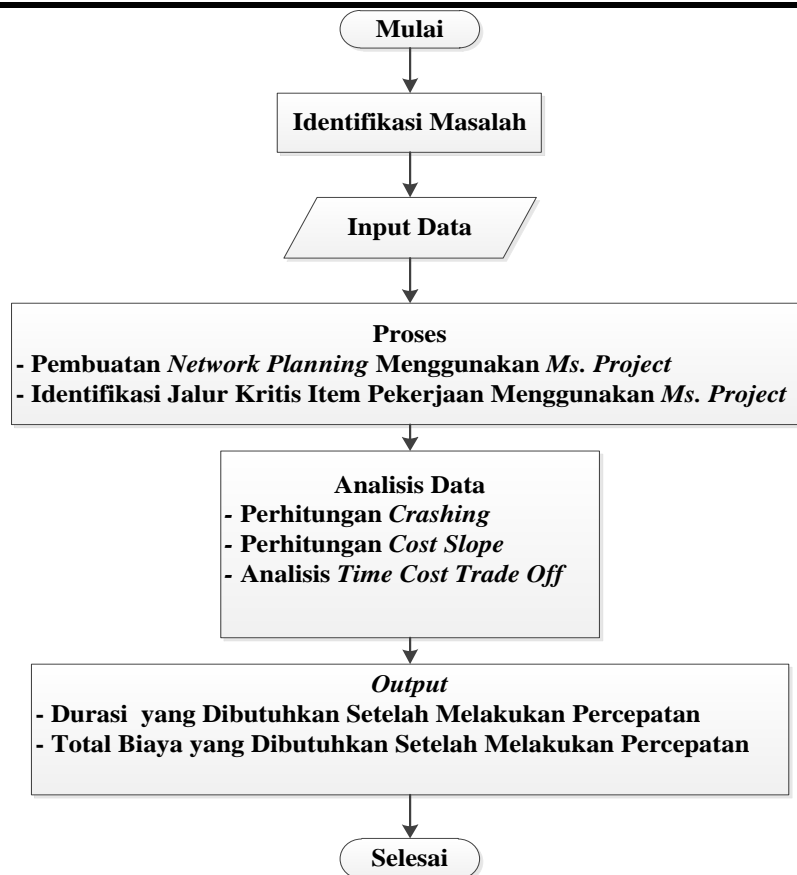 Mulai
Identifikasi Masalah
Input Data
Proses
- Pembuatan Network Planning Menggunakan Ms. Project
- Identifikasi Jalur Kritis Item Pekerjaan Menggunakan Ms. Project
Analisis Data
- Perhitungan Crashing
- Perhitungan Cost Slope
- Analisis Time Cost Trade Off
Output
- Durasi yang Dibutuhkan Setelah Melakukan Percepatan
- Total Biaya yang Dibutuhkan Setelah Melakukan Percepatan
Selesai